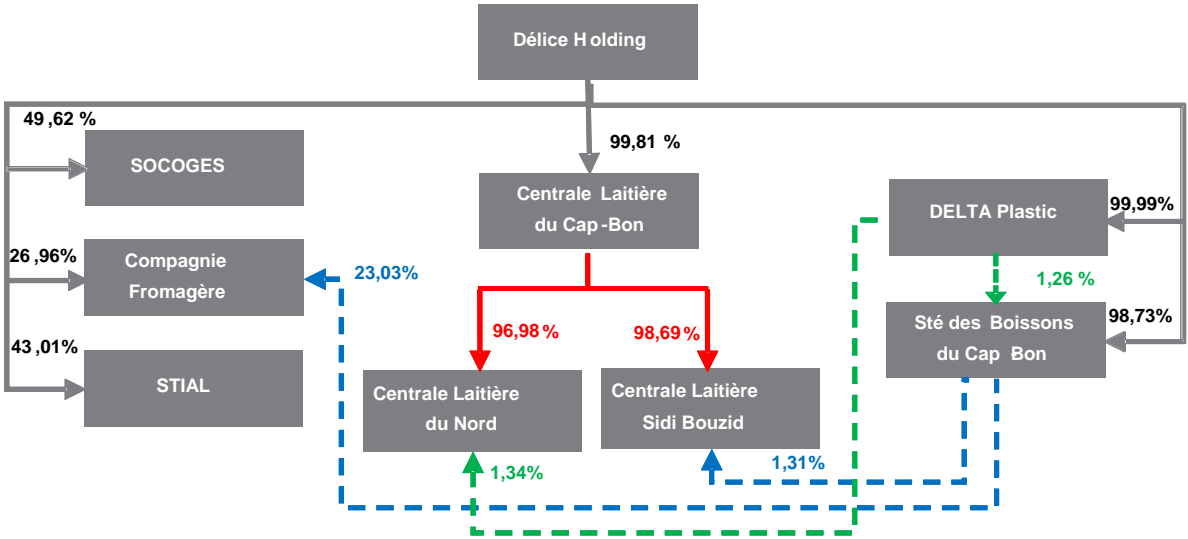 Délice Holding
49,62 %
99,81 %
SOCOGES
Centrale Laitière
du Cap-Bon
DELTA Plastic
99,99%
26,96%
Compagnie
Fromagère
23,03%
1,26 %
96,98 %
98,69 %
Sté des Boissons
du Cap Bon
98,73%
43,01%
STIAL
Centrale Laitière
du Nord
Centrale Laitière
Sidi Bouzid
1,34%
1,31%